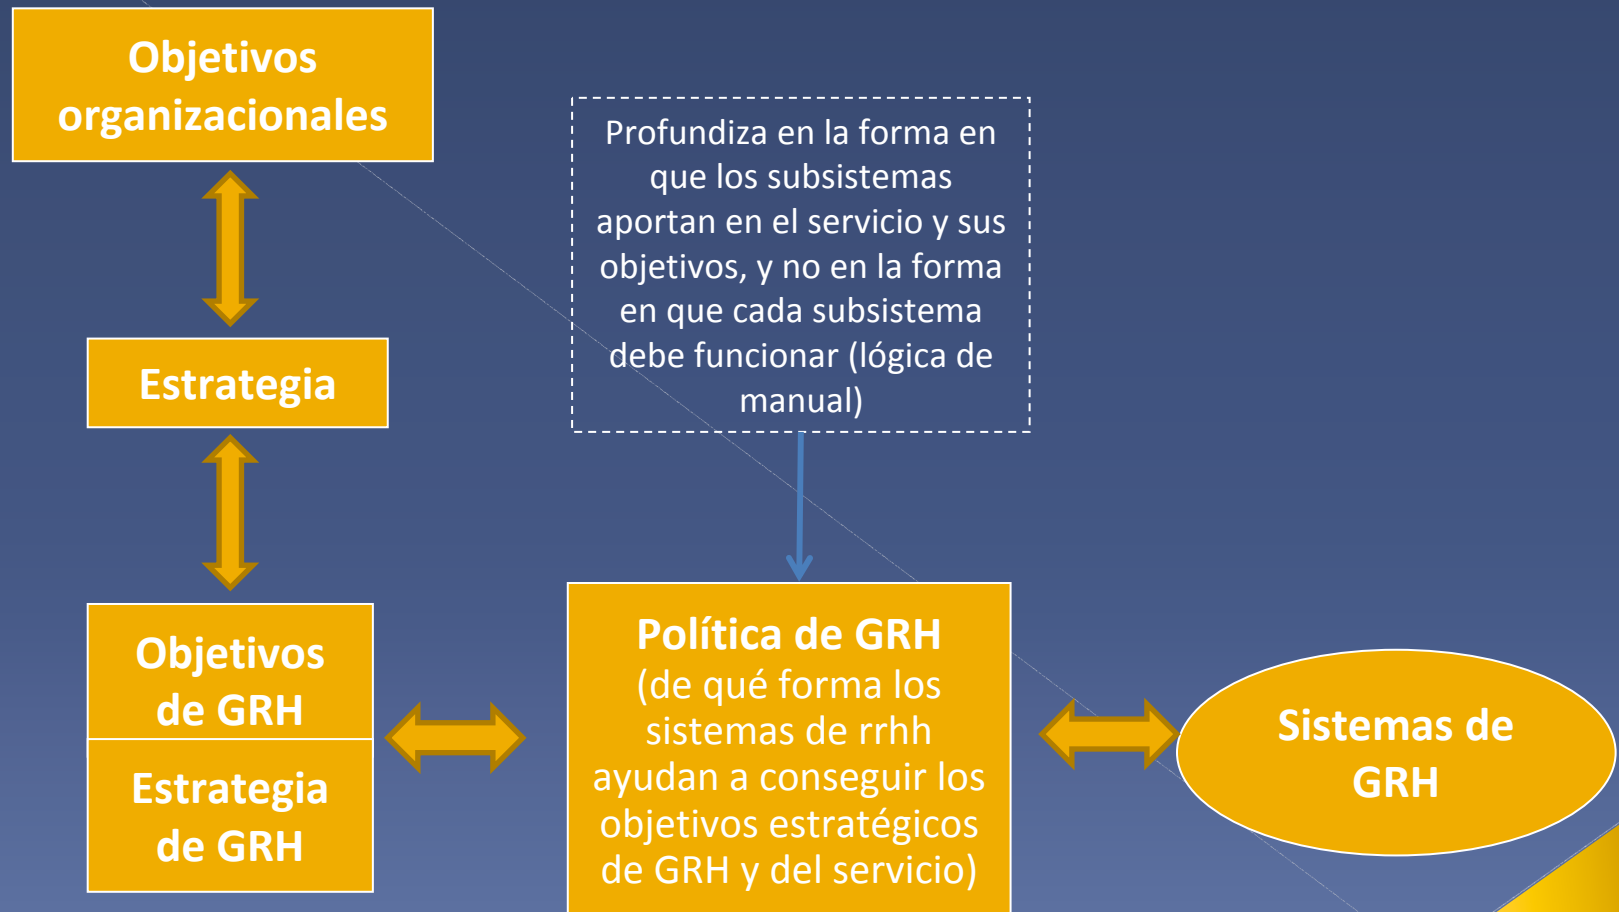 Objetivos
organizacionales
Profundiza en la forma en
que los subsistemas
aportan en el servicio y sus
objetivos, y no en la forma
en que cada subsistema
debe funcionar (lógica de
manual)
Estrategia
Objetivos
de GRH
Estrategia
de GRH
Política de GRH
(de qué forma los
sistemas de rrhh
ayudan a conseguir los
objetivos estratégicos
de GRH y del servicio)
Sistemas de
GRH